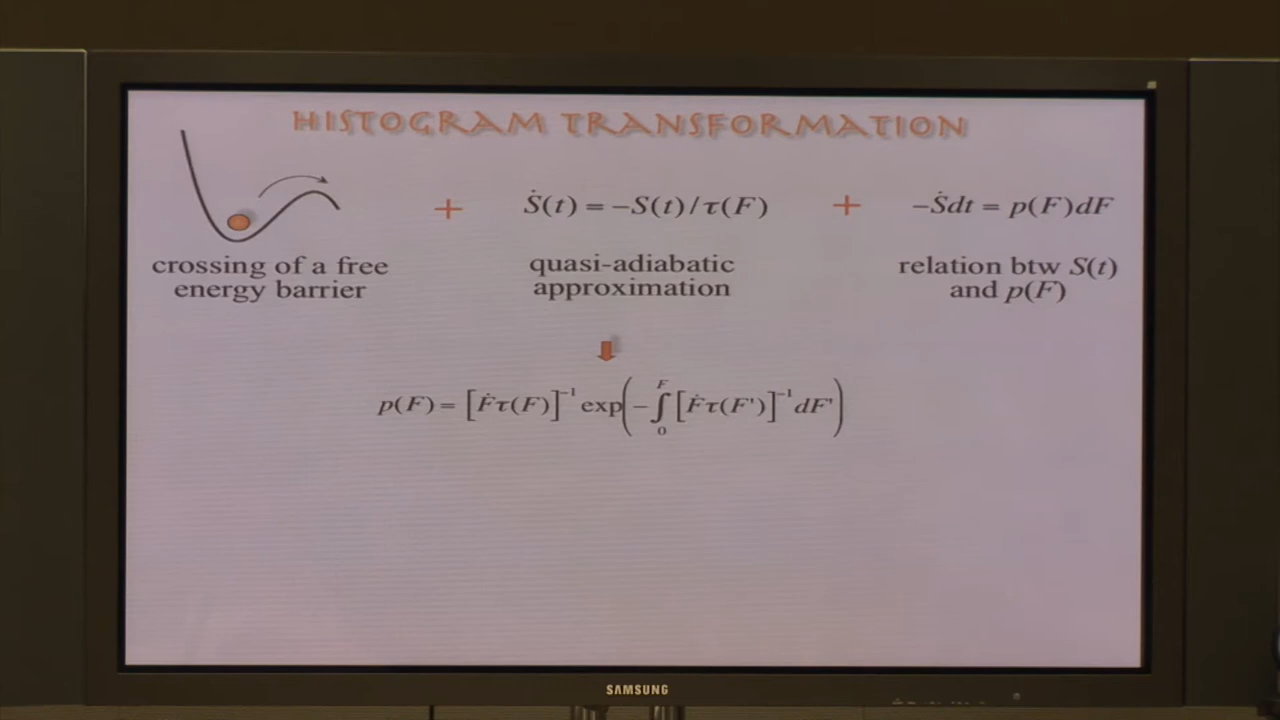 HISTOGRAM TRANSFORMATION
+ Ṡ(t) = −S(t)/τ(F) + −Ṡdt = p(F)dF
crossing of a free
energy barrier
quasi-adiabatic
approximation
relation btw S(t)
and p(F)
p(F) = [Ḟτ(F)]⁻¹ exp(−∫₀ᶠ [Ḟτ(F')]⁻¹ dF')
SAMSUNG